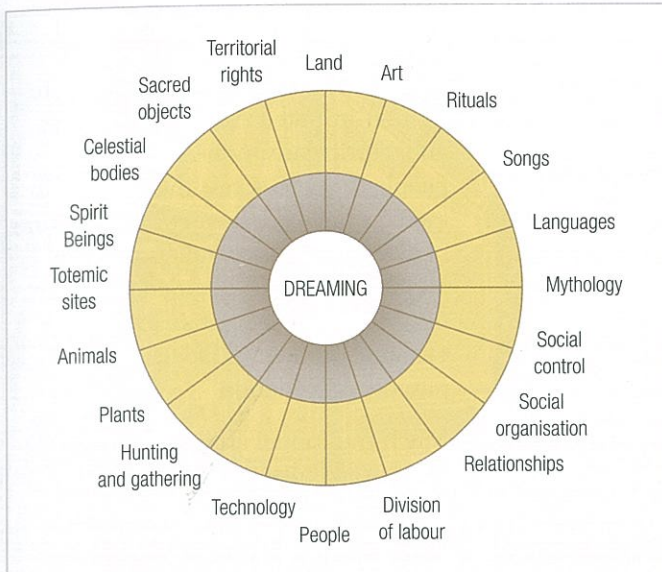 Land
Art
Rituals
Songs
Languages
Mythology
Social
control
Social
organisation
Relationships
Division
of labour
People
Technology
Hunting
and gathering
Plants
Animals
Totemic
sites
Spirit
Beings
Celestial
bodies
Sacred
objects
Territorial
rights
DREAMING